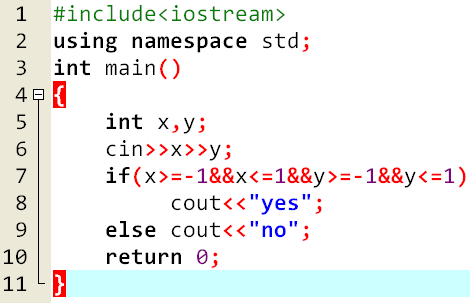 1 #include<iostream>
2 using namespace std;
3 int main()
4 {
5 int x,y;
6 cin>>x>>y;
7 if(x>=-1&&x<=1&&y>=-1&&y<=1)
8 cout<<"yes";
9 else cout<<"no";
10 return 0;
11 }